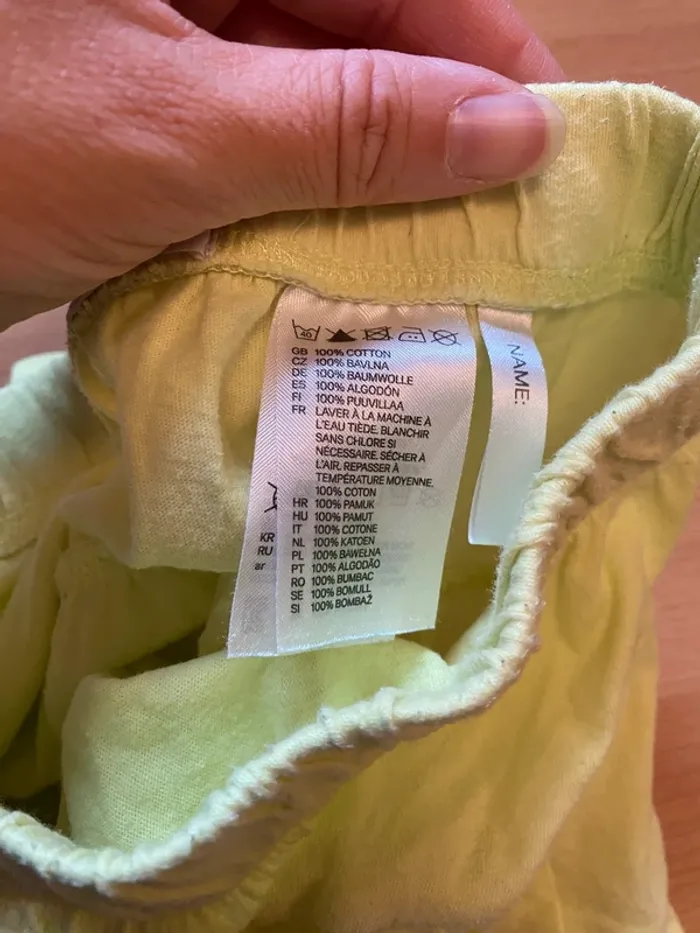 40
GB 100% COTTON
CZ 100% BAVLNA
DE 100% BAUMWOLLE
ES 100% ALGODÓN
FI 100% PUUVILLAA
FR LAVER À LA MACHINE À
L'EAU TIÈDE. BLANCHIR
SANS CHLORE SI
NÉCESSAIRE. SÉCHER À
L'AIR. REPASSER À
TEMPÉRATURE MOYENNE.
100% COTON
HR 100% PAMUK
HU 100% PAMUT
IT 100% COTONE
NL 100% KATOEN
PL 100% BAWEŁNA
PT 100% ALGODÃO
RO 100% BUMBAC
SE 100% BOMULL
SI 100% BOMBAŽ
KR
RU
ar
NAME: